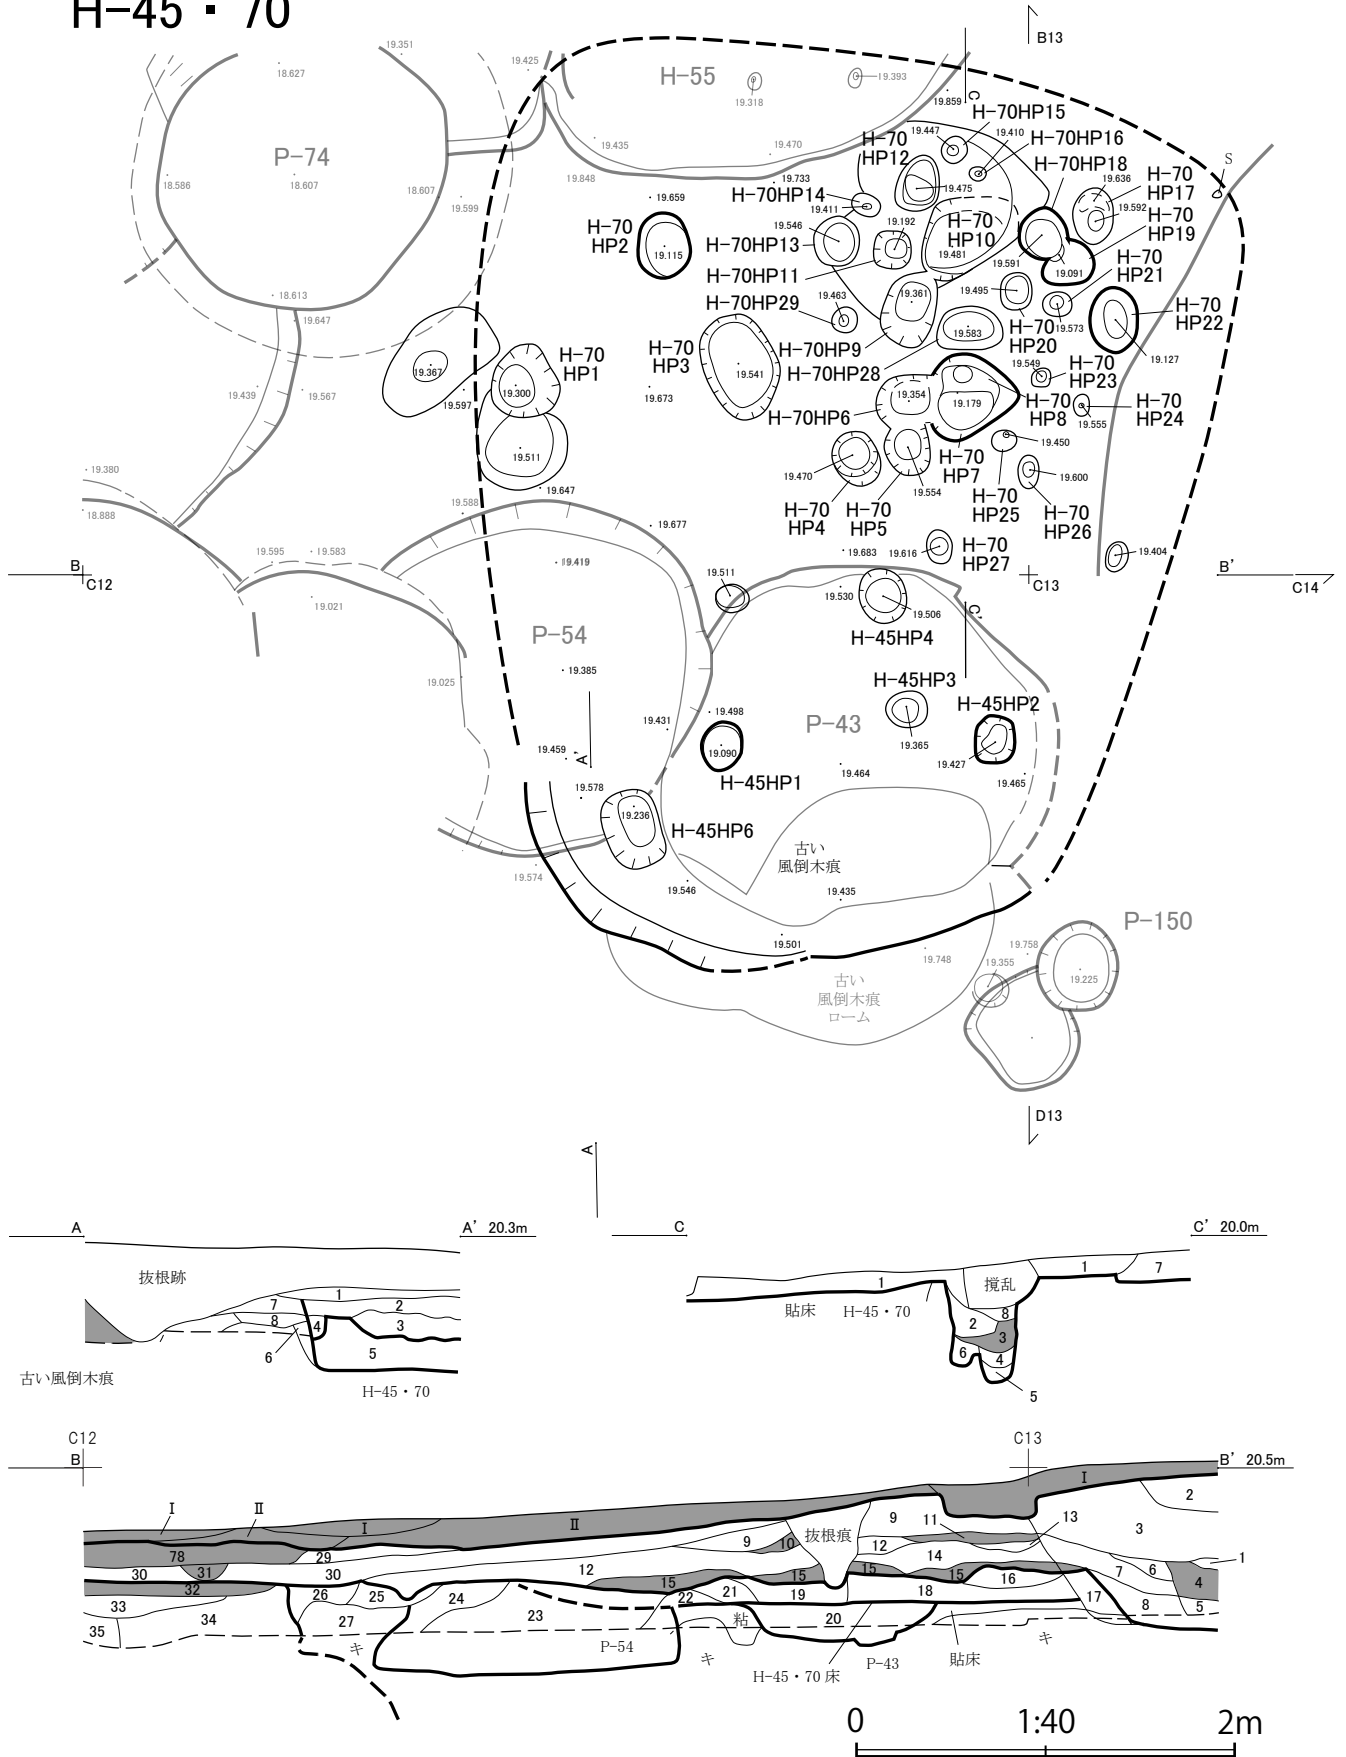 H-45・70
B13
19.351
18.627
19.425
H-55
19.393
19.318
19.859
C
H-70HP15
19.447
19.410
H-70HP16
H-70
HP12
H-70HP18
P-74
19.435
19.470
19.848
19.733
18.586
18.607
18.607
19.599
19.659
H-70HP14
19.411
19.475
19.636
H-70
HP17
19.592
H-70
HP19
S
H-70
HP2
19.115
19.546
H-70HP13
19.192
H-70
HP10
19.481
19.591
19.091
H-70
HP21
H-70HP11
H-70HP29
19.463
19.361
19.495
19.573
H-70
HP22
18.613
19.647
19.583
H-70
HP20
19.127
H-70
HP1
H-70
HP3
H-70HP9
H-70HP28
19.549
H-70
HP23
19.367
19.541
19.300
19.439
19.567
19.597
19.673
19.354
19.179
H-70
HP8
H-70
HP24
19.555
H-70HP6
19.511
19.450
H-70
HP7
19.470
19.554
19.600
19.380
18.888
19.588
19.647
19.677
H-70
HP4
H-70
HP5
H-70
HP25
H-70
HP26
19.595
19.583
19.419
19.683
19.616
H-70
HP27
19.404
B
C12
19.511
19.530
C13
B’
C14
19.021
19.506
C’
P-54
H-45HP4
19.385
19.025
H-45HP3
H-45HP2
19.431
19.498
P-43
19.365
19.459
A’
19.090
19.427
19.464
19.465
H-45HP1
19.578
19.236
H-45HP6
古い
風倒木痕
19.574
19.546
19.435
P-150
19.501
19.748
19.758
19.355
19.225
古い
風倒木痕
ローム
D13
A
A
A’ 20.3m
C
C’ 20.0m
抜根跡
1
7
2
8
4
3
6
5
古い風倒木痕
H-45・70
1
撹乱
1
7
貼床
H-45・70
8
2
3
6
4
5
C12
C13
B
B’ 20.5m
I
II
I
II
I
2
9
11
13
3
9
10
抜根痕
12
78
29
14
1
30
31
30
12
15
15
15
15
16
7
6
4
32
26
25
24
22
21
19
18
17
8
5
33
34
27
23
粘
20
35
キ
P-54
キ
H-45・70 床
P-43
貼床
キ
0
1:40
2m